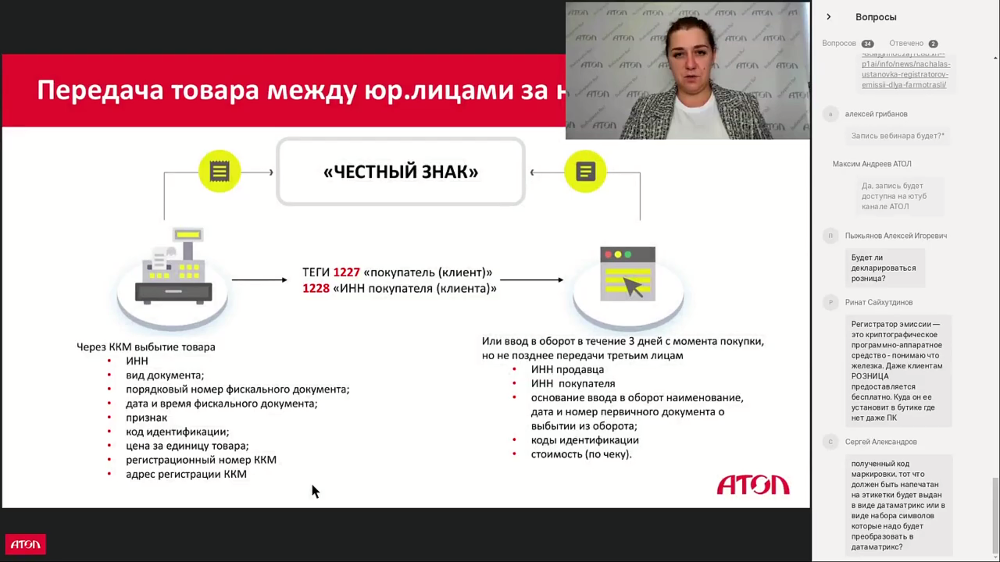 Передача товара между юр.лицами за н
«ЧЕСТНЫЙ ЗНАК»
ТЕГИ 1227 «покупатель (клиент)»
1228 «ИНН покупателя (клиента)»
Через ККМ выбытие товара
• ИНН
• вид документа;
• порядковый номер фискального документа;
• дата и время фискального документа;
• признак
• код идентификации;
• цена за единицу товара;
• регистрационный номер ККМ
• адрес регистрации ККМ
Или ввод в оборот в течение 3 дней с момента покупки,
но не позднее передачи третьим лицам
• ИНН продавца
• ИНН покупателя
• основание ввода в оборот наименование,
дата и номер первичного документа о
выбытии из оборота;
• коды идентификации
• стоимость (по чеку).
АТОЛ
АТОЛ
Вопросы
Вопросов 34 Отвечено 2
p1ai/info/news/nachalas-
ustanovka-registratorov-
emissii-dlya-farmotrasli/
а алексей грибанов
Запись вебинара будет?*
Максим Андреев АТОЛ
Да, запись будет
доступна на ютуб
канале АТОЛ
П Пыжьянов Алексей Игоревич
Будет ли
декларироваться
розница?
Р Ринат Сайхутдинов
Регистратор эмиссии —
это криптографическое
программно-аппаратное
средство - понимаю что
железка. Даже клиентам
РОЗНИЦА
предоставляется
бесплатно. Куда он ее
установит в бутике где
нет даже ПК
С Сергей Александров
полученный код
маркировки, тот что
должен быть напечатан
на этикетки будет выдан
в виде датаматрикс или в
виде набора символов
которые надо будет
преобразовать в
датаматрикс?